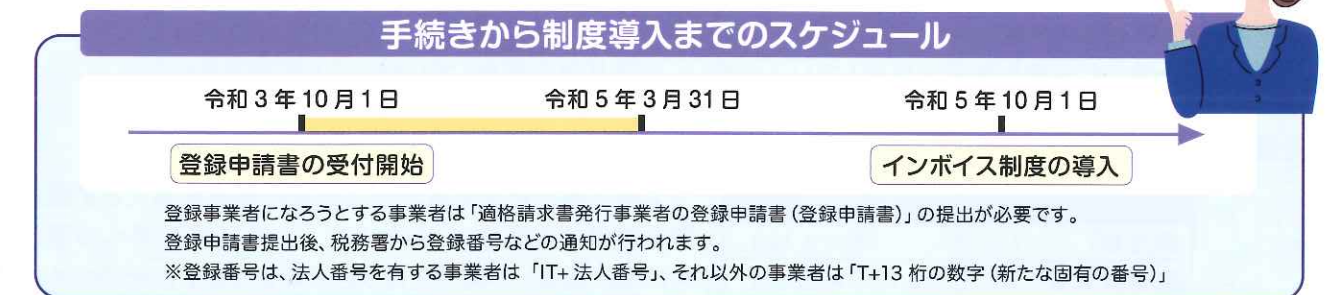 手続きから制度導入までのスケジュール
令和3年10月1日 令和5年3月31日 令和5年10月1日
登録申請書の受付開始 インボイス制度の導入
登録事業者になろうとする事業者は「適格請求書発行事業者の登録申請書（登録申請書）」の提出が必要です。
登録申請書提出後、税務署から登録番号などの通知が行われます。
※登録番号は、法人番号を有する事業者は「IT+法人番号」、それ以外の事業者は「T+13桁の数字（新たな固有の番号）」